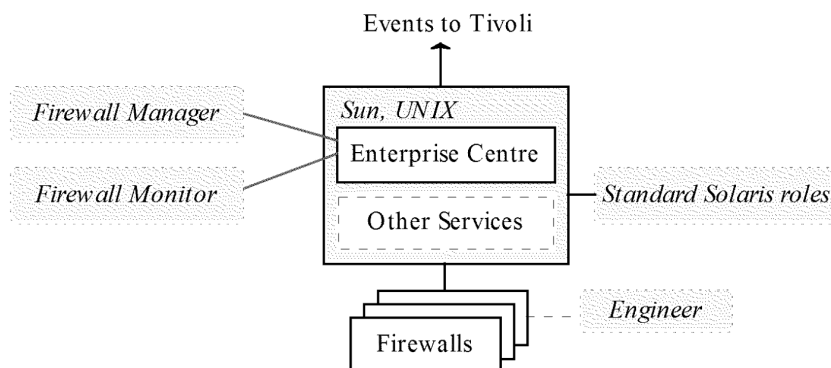 Events to Tivoli
Sun, UNIX
Firewall Manager
Enterprise Centre
Firewall Monitor
Standard Solaris roles
Other Services
Engineer
Firewalls